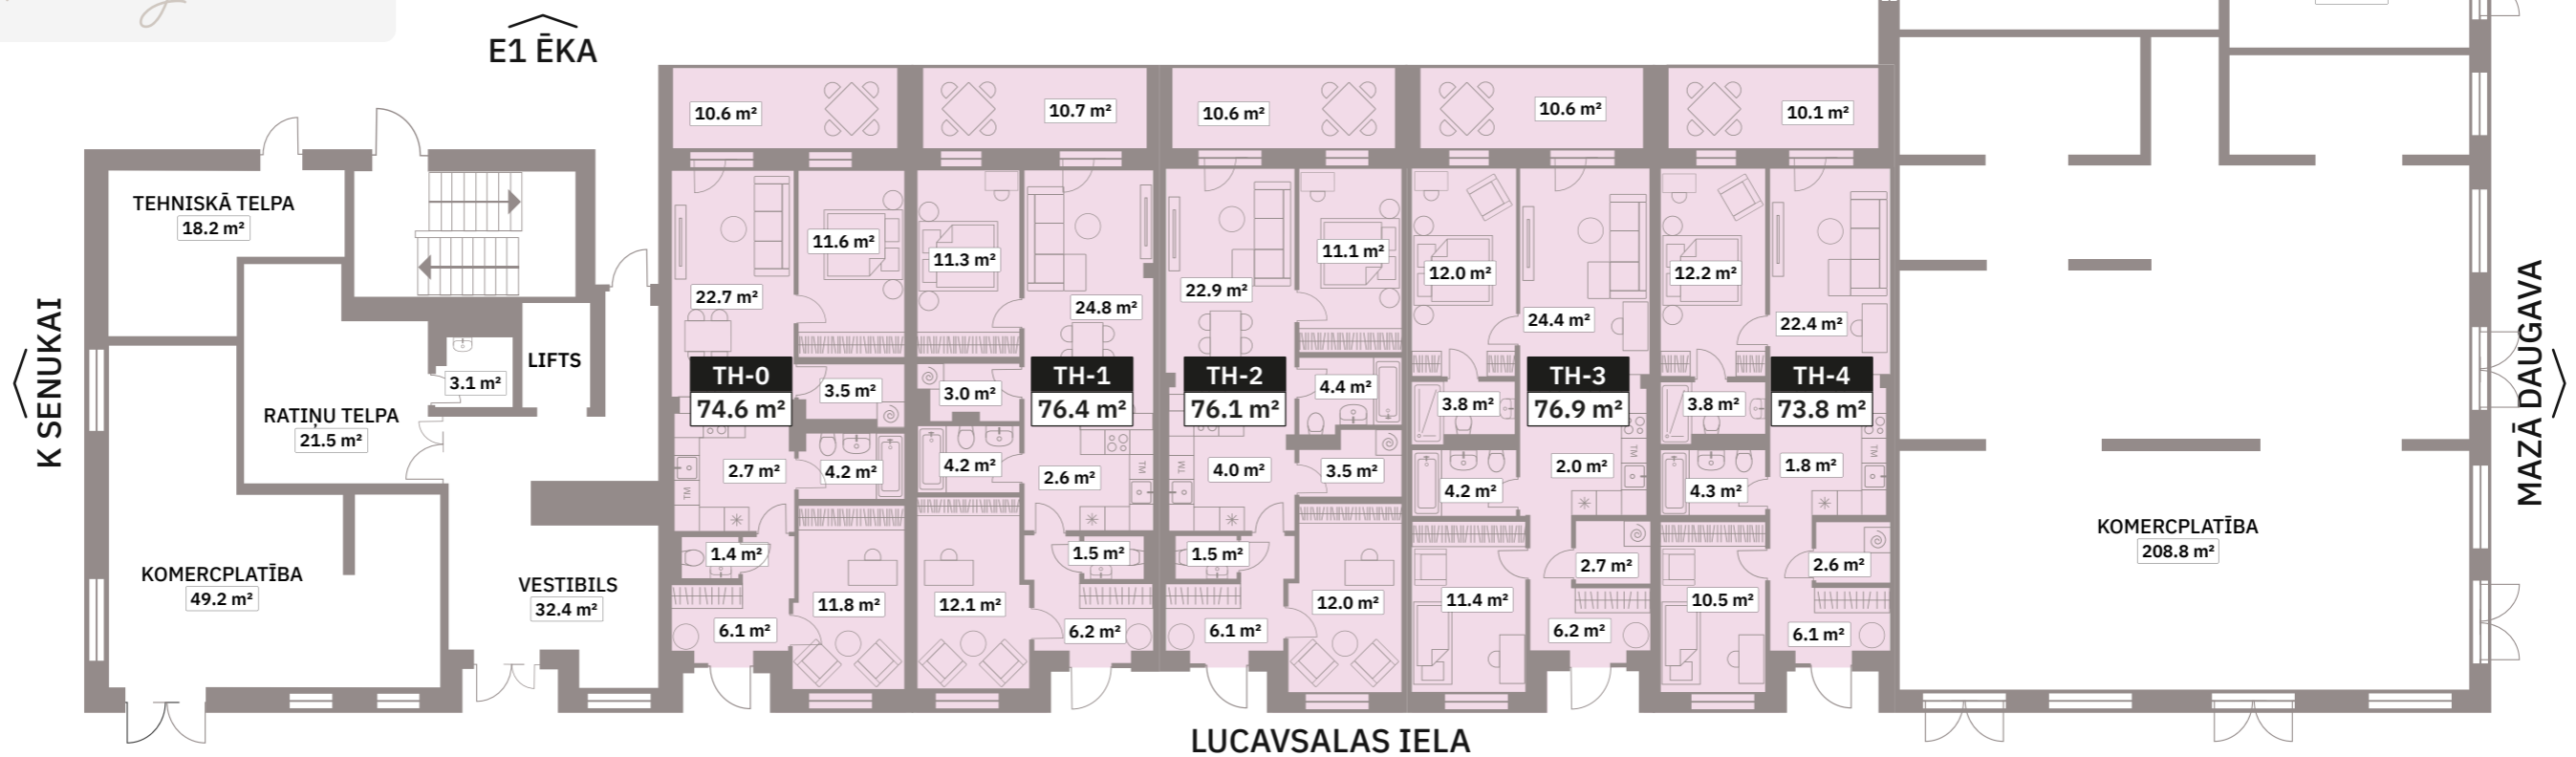 E1 ĒKA
K SENUKAI
TEHNISKĀ TELPA
18.2 m²
RATIŅU TELPA
21.5 m²
3.1 m²
LIFTS
KOMERCPLATĪBA
49.2 m²
VESTIBILS
32.4 m²
10.6 m²
22.7 m²
11.6 m²
TH-0
74.6 m²
3.5 m²
2.7 m²
4.2 m²
TM
1.4 m²
11.8 m²
6.1 m²
10.7 m²
11.3 m²
24.8 m²
3.0 m²
TH-1
76.4 m²
4.2 m²
2.6 m²
TM
1.5 m²
12.1 m²
6.2 m²
10.6 m²
22.9 m²
11.1 m²
TH-2
76.1 m²
4.4 m²
4.0 m²
3.5 m²
TM
1.5 m²
12.0 m²
6.1 m²
10.6 m²
12.0 m²
24.4 m²
TH-3
76.9 m²
3.8 m²
2.0 m²
TM
4.2 m²
2.7 m²
11.4 m²
6.2 m²
10.1 m²
12.2 m²
22.4 m²
TH-4
73.8 m²
3.8 m²
1.8 m²
TM
4.3 m²
2.6 m²
10.5 m²
6.1 m²
KOMERCPLATĪBA
208.8 m²
MAZĀ DAUGAVA
LUCAVSALAS IELA